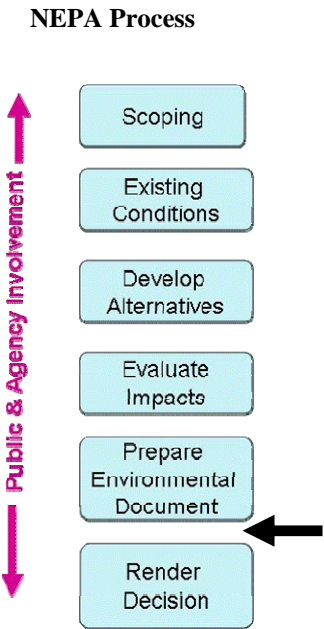 NEPA Process
Scoping
Existing
Conditions
Develop
Alternatives
Evaluate
Impacts
Prepare
Environmental
Document
Render
Decision
Public & Agency Involvement